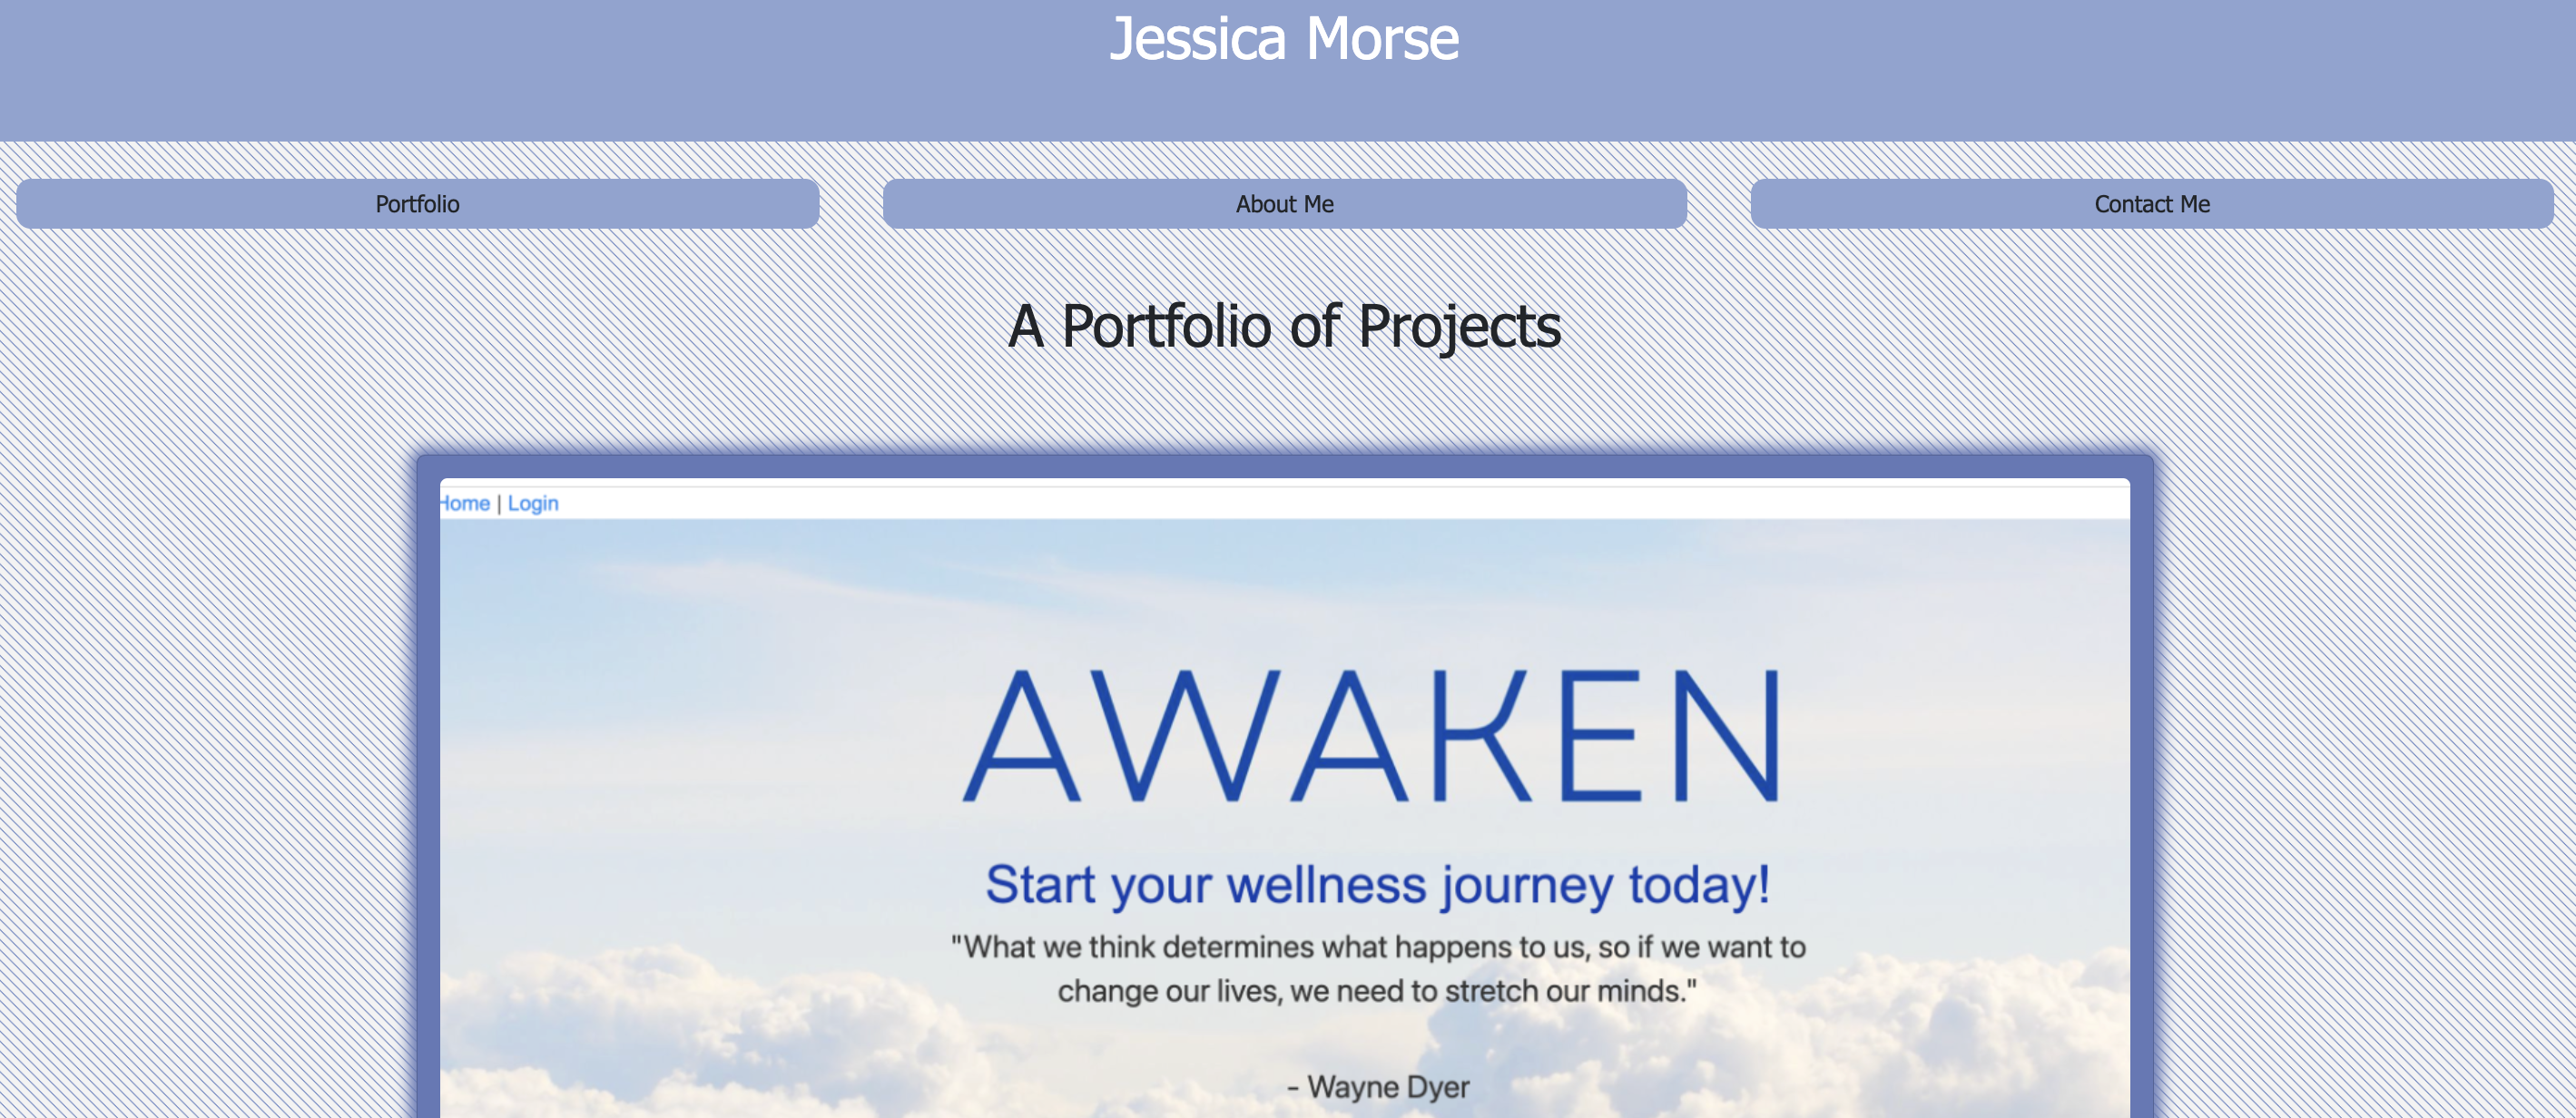 Jessica Morse
Portfolio
About Me
Contact Me
A Portfolio of Projects
Home | Login
AWAKEN
Start your wellness journey today!
"What we think determines what happens to us, so if we want to
change our lives, we need to stretch our minds."
- Wayne Dyer